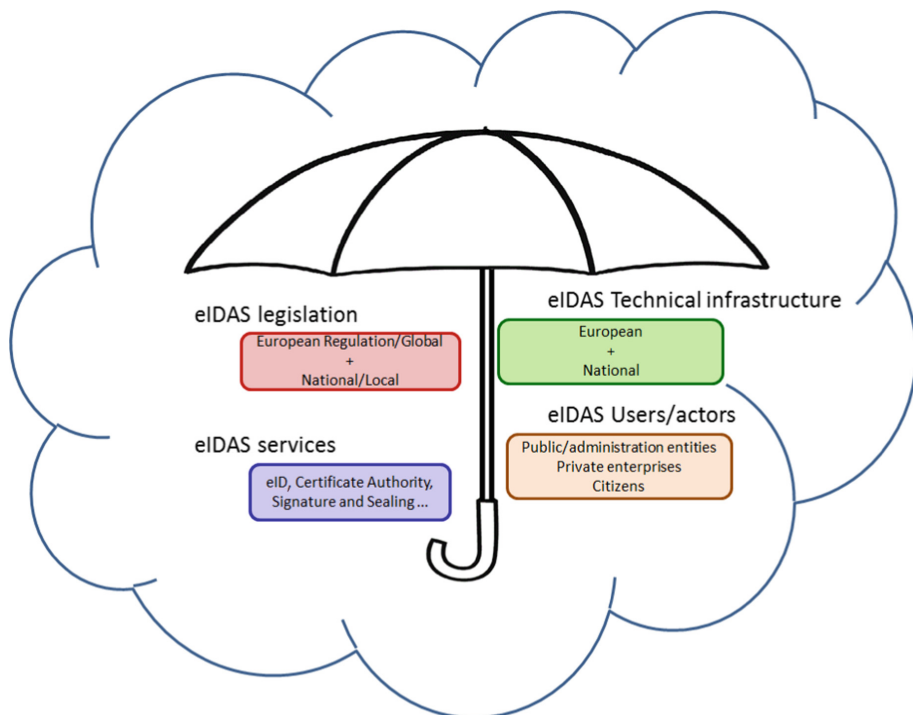 eIDAS legislation
European Regulation/Global
+
National/Local
eIDAS Technical infrastructure
European
+
National
eIDAS services
eID, Certificate Authority,
Signature and Sealing ...
eIDAS Users/actors
Public/administration entities
Private enterprises
Citizens